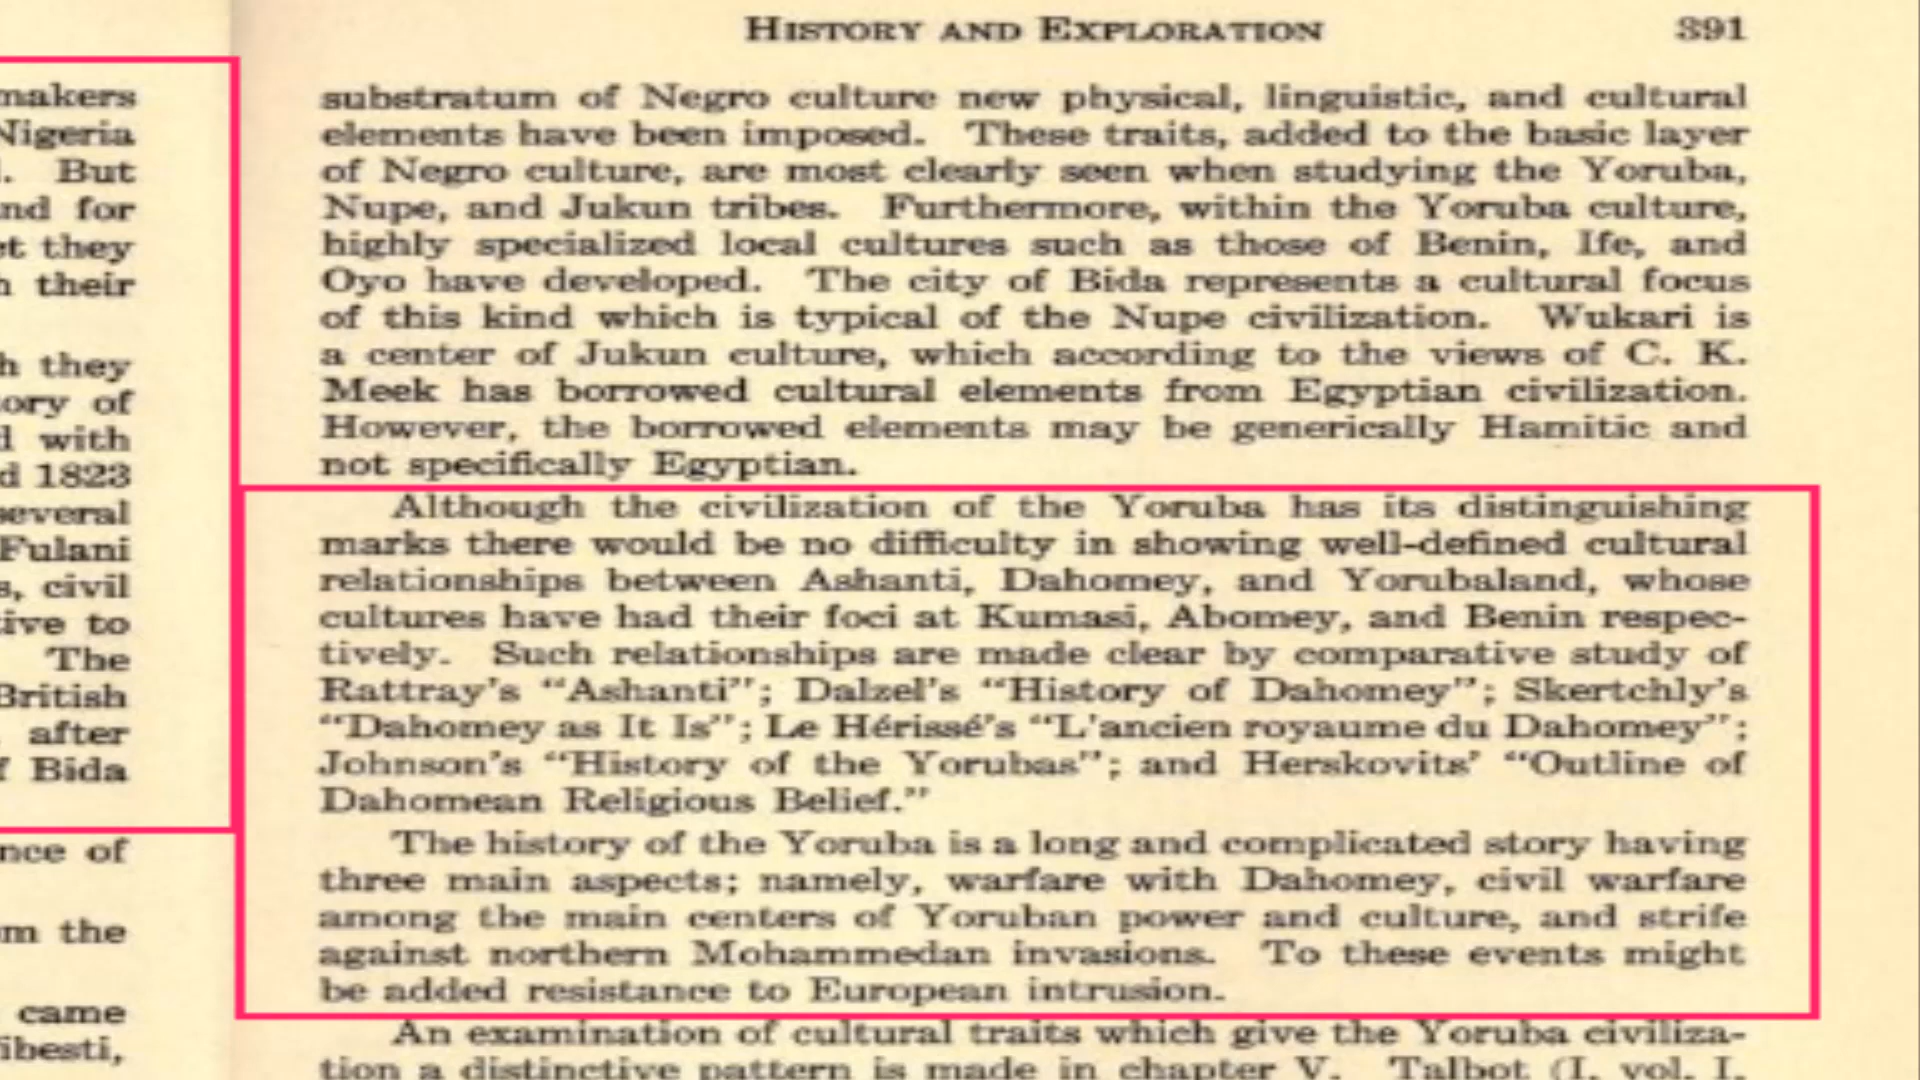 makers
Nigeria
But
and for
they
their
they
of
with
1823
several
Fulani
civil
to
The
British
after
Bida
of
the
came
HISTORY AND EXPLORATION 391
substratum of Negro culture new physical, linguistic, and cultural
elements have been imposed. These traits, added to the basic layer
of Negro culture, are most clearly seen when studying the Yoruba,
Nupe, and Jukun tribes. Furthermore, within the Yoruba culture,
highly specialized local cultures such as those of Benin, Ife, and
Oyo have developed. The city of Bida represents a cultural focus
of this kind which is typical of the Nupe civilization. Wukari is
a center of Jukun culture, which according to the views of C. K.
Meek has borrowed cultural elements from Egyptian civilization.
However, the borrowed elements may be generically Hamitic and
not specifically Egyptian.
Although the civilization of the Yoruba has its distinguishing
marks there would be no difficulty in showing well-defined cultural
relationships between Ashanti, Dahomey, and Yorubaland, whose
cultures have had their foci at Kumasi, Abomey, and Benin respec-
tively. Such relationships are made clear by comparative study of
Rattray's “Ashanti”; Dalzel's “History of Dahomey”; Skertchly's
“Dahomey as It Is”; Le Hérissé's “L'ancien royaume du Dahomey”;
Johnson's “History of the Yorubas”; and Herskovits' “Outline of
Dahomean Religious Belief.”
The history of the Yoruba is a long and complicated story having
three main aspects; namely, warfare with Dahomey, civil warfare
among the main centers of Yoruban power and culture, and strife
against northern Mohammedan invasions. To these events might
be added resistance to European intrusion.
An examination of cultural traits which give the Yoruba civiliza-
tion a distinctive pattern is made in chapter V. Talbot (I, vol. I,